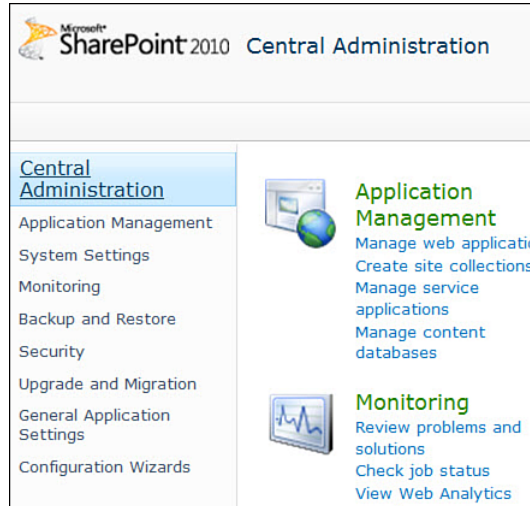 Microsoft®
SharePoint 2010 Central Administration
Central
Administration
Application Management
System Settings
Monitoring
Backup and Restore
Security
Upgrade and Migration
General Application
Settings
Configuration Wizards
Application
Management
Manage web applicatio
Create site collections
Manage service
applications
Manage content
databases
Monitoring
Review problems and
solutions
Check job status
View Web Analytics